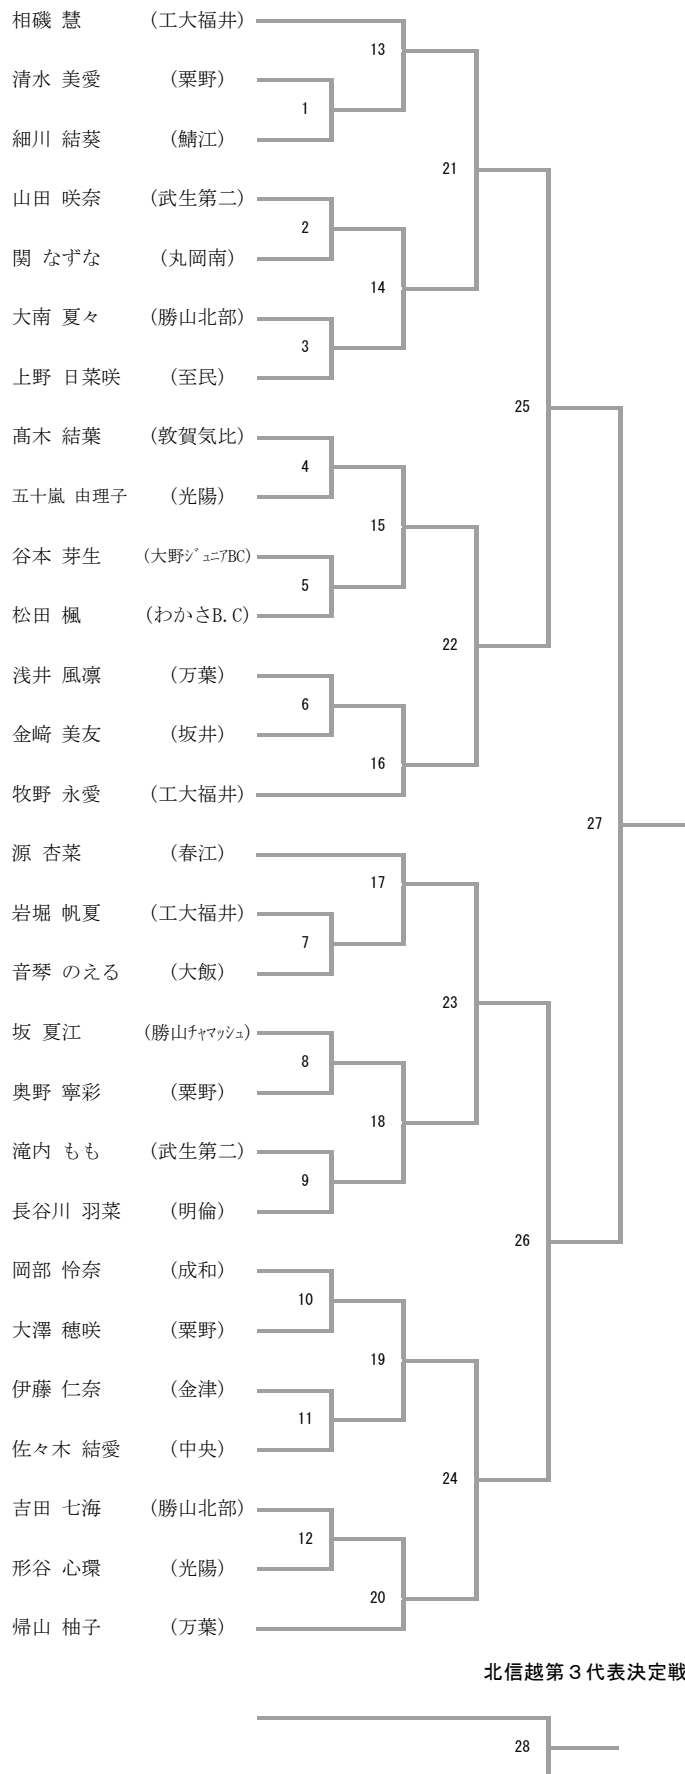 相磯 慧 (工大福井)
13
清水 美愛 (粟野)
1
細川 結葵 (鯖江)
21
山田 咲奈 (武生第二)
2
関 なずな (丸岡南)
14
大南 夏々 (勝山北部)
3
上野 日菜咲 (至民)
25
髙木 結葉 (敦賀気比)
4
五十嵐 由理子 (光陽)
15
谷本 芽生 (大野ｼﾞｭﾆｱBC)
5
松田 楓 (わかさB.C)
22
浅井 風凛 (万葉)
6
金﨑 美友 (坂井)
16
牧野 永愛 (工大福井)
27
源 杏菜 (春江)
17
岩堀 帆夏 (工大福井)
7
音琴 のえる (大飯)
23
坂 夏江 (勝山ﾁｬﾏｯｼｭ)
8
奥野 寧彩 (粟野)
18
滝内 もも (武生第二)
9
長谷川 羽菜 (明倫)
26
岡部 怜奈 (成和)
10
大澤 穂咲 (粟野)
19
伊藤 仁奈 (金津)
11
佐々木 結愛 (中央)
24
吉田 七海 (勝山北部)
12
形谷 心環 (光陽)
20
帰山 柚子 (万葉)
北信越第３代表決定戦
28